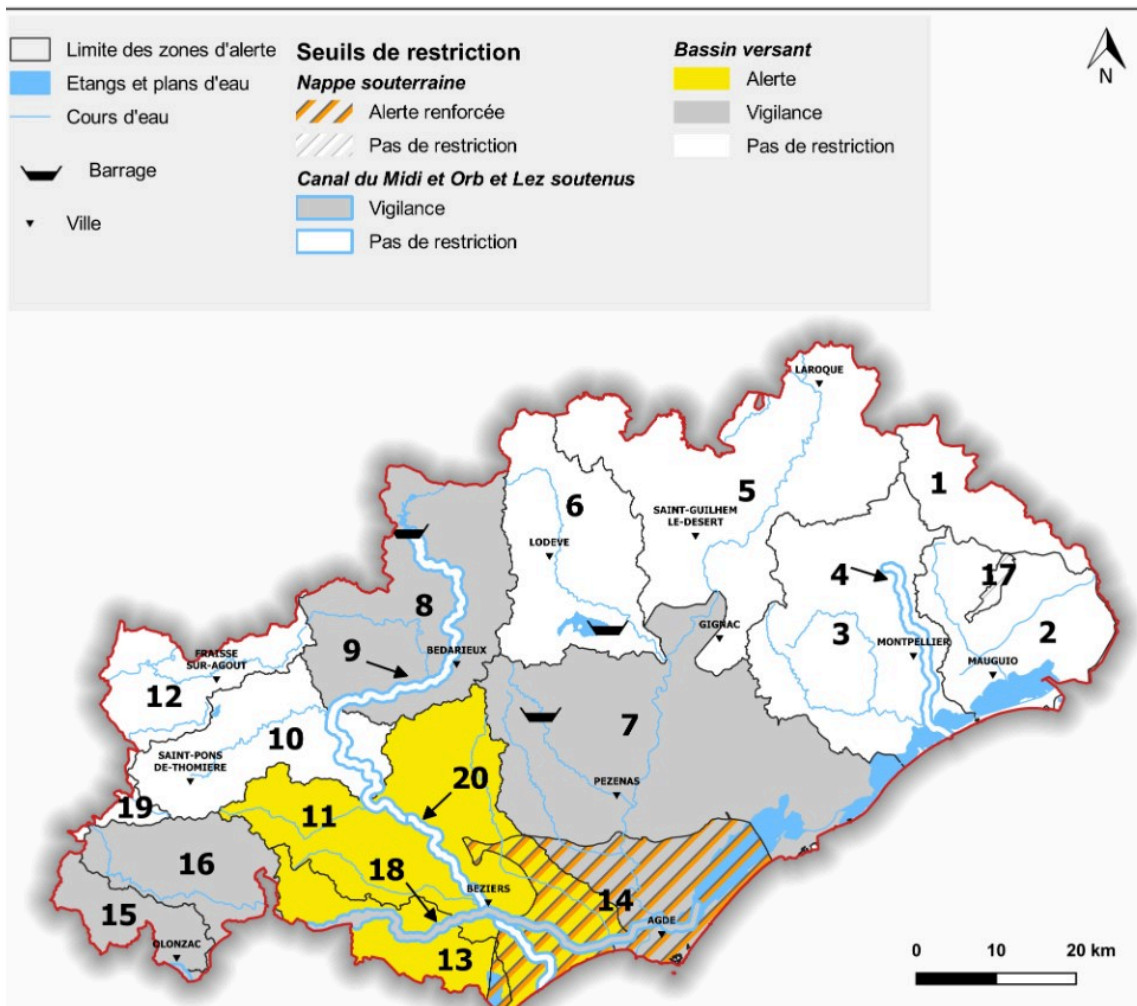 Limite des zones d'alerte
Etangs et plans d'eau
Cours d'eau
Barrage
Ville
Seuils de restriction
Nappe souterraine
Alerte renforcée
Pas de restriction
Canal du Midi et Orb et Lez soutenus
Vigilance
Pas de restriction
Bassin versant
Alerte
Vigilance
Pas de restriction
N
LAROQUE
1
5
6
SAINT-GUILHEM
LE-DESERT
LODEVE
4
17
8
GIGNAC
3
MONTPELLIER
2
MAUGUIO
9
BEDARIEUX
FRAISSE
SUR-AGOUT
12
7
10
SAINT-PONS
DE-THOMIERE
20
PEZENAS
19
11
16
18
BEZIERS
14
15
AGDE
OLONZAC
13
0 10 20 km